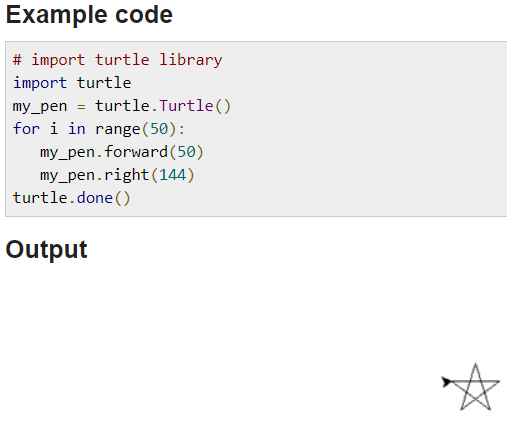 Example code
# import turtle library
import turtle
my_pen = turtle.Turtle()
for i in range(50):
   my_pen.forward(50)
   my_pen.right(144)
turtle.done()
Output